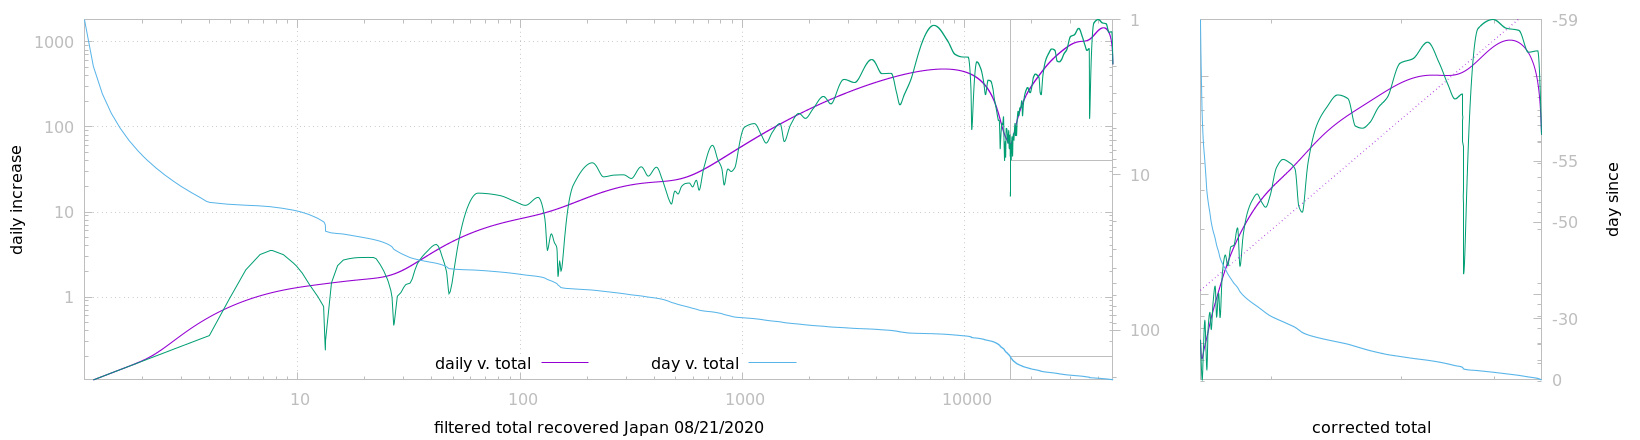 1000
100
10
1
daily increase
10
100
1000
10000
1
10
100
daily v. total
day v. total
filtered total recovered Japan 08/21/2020
-59
-55
-50
-30
0
day since
corrected total